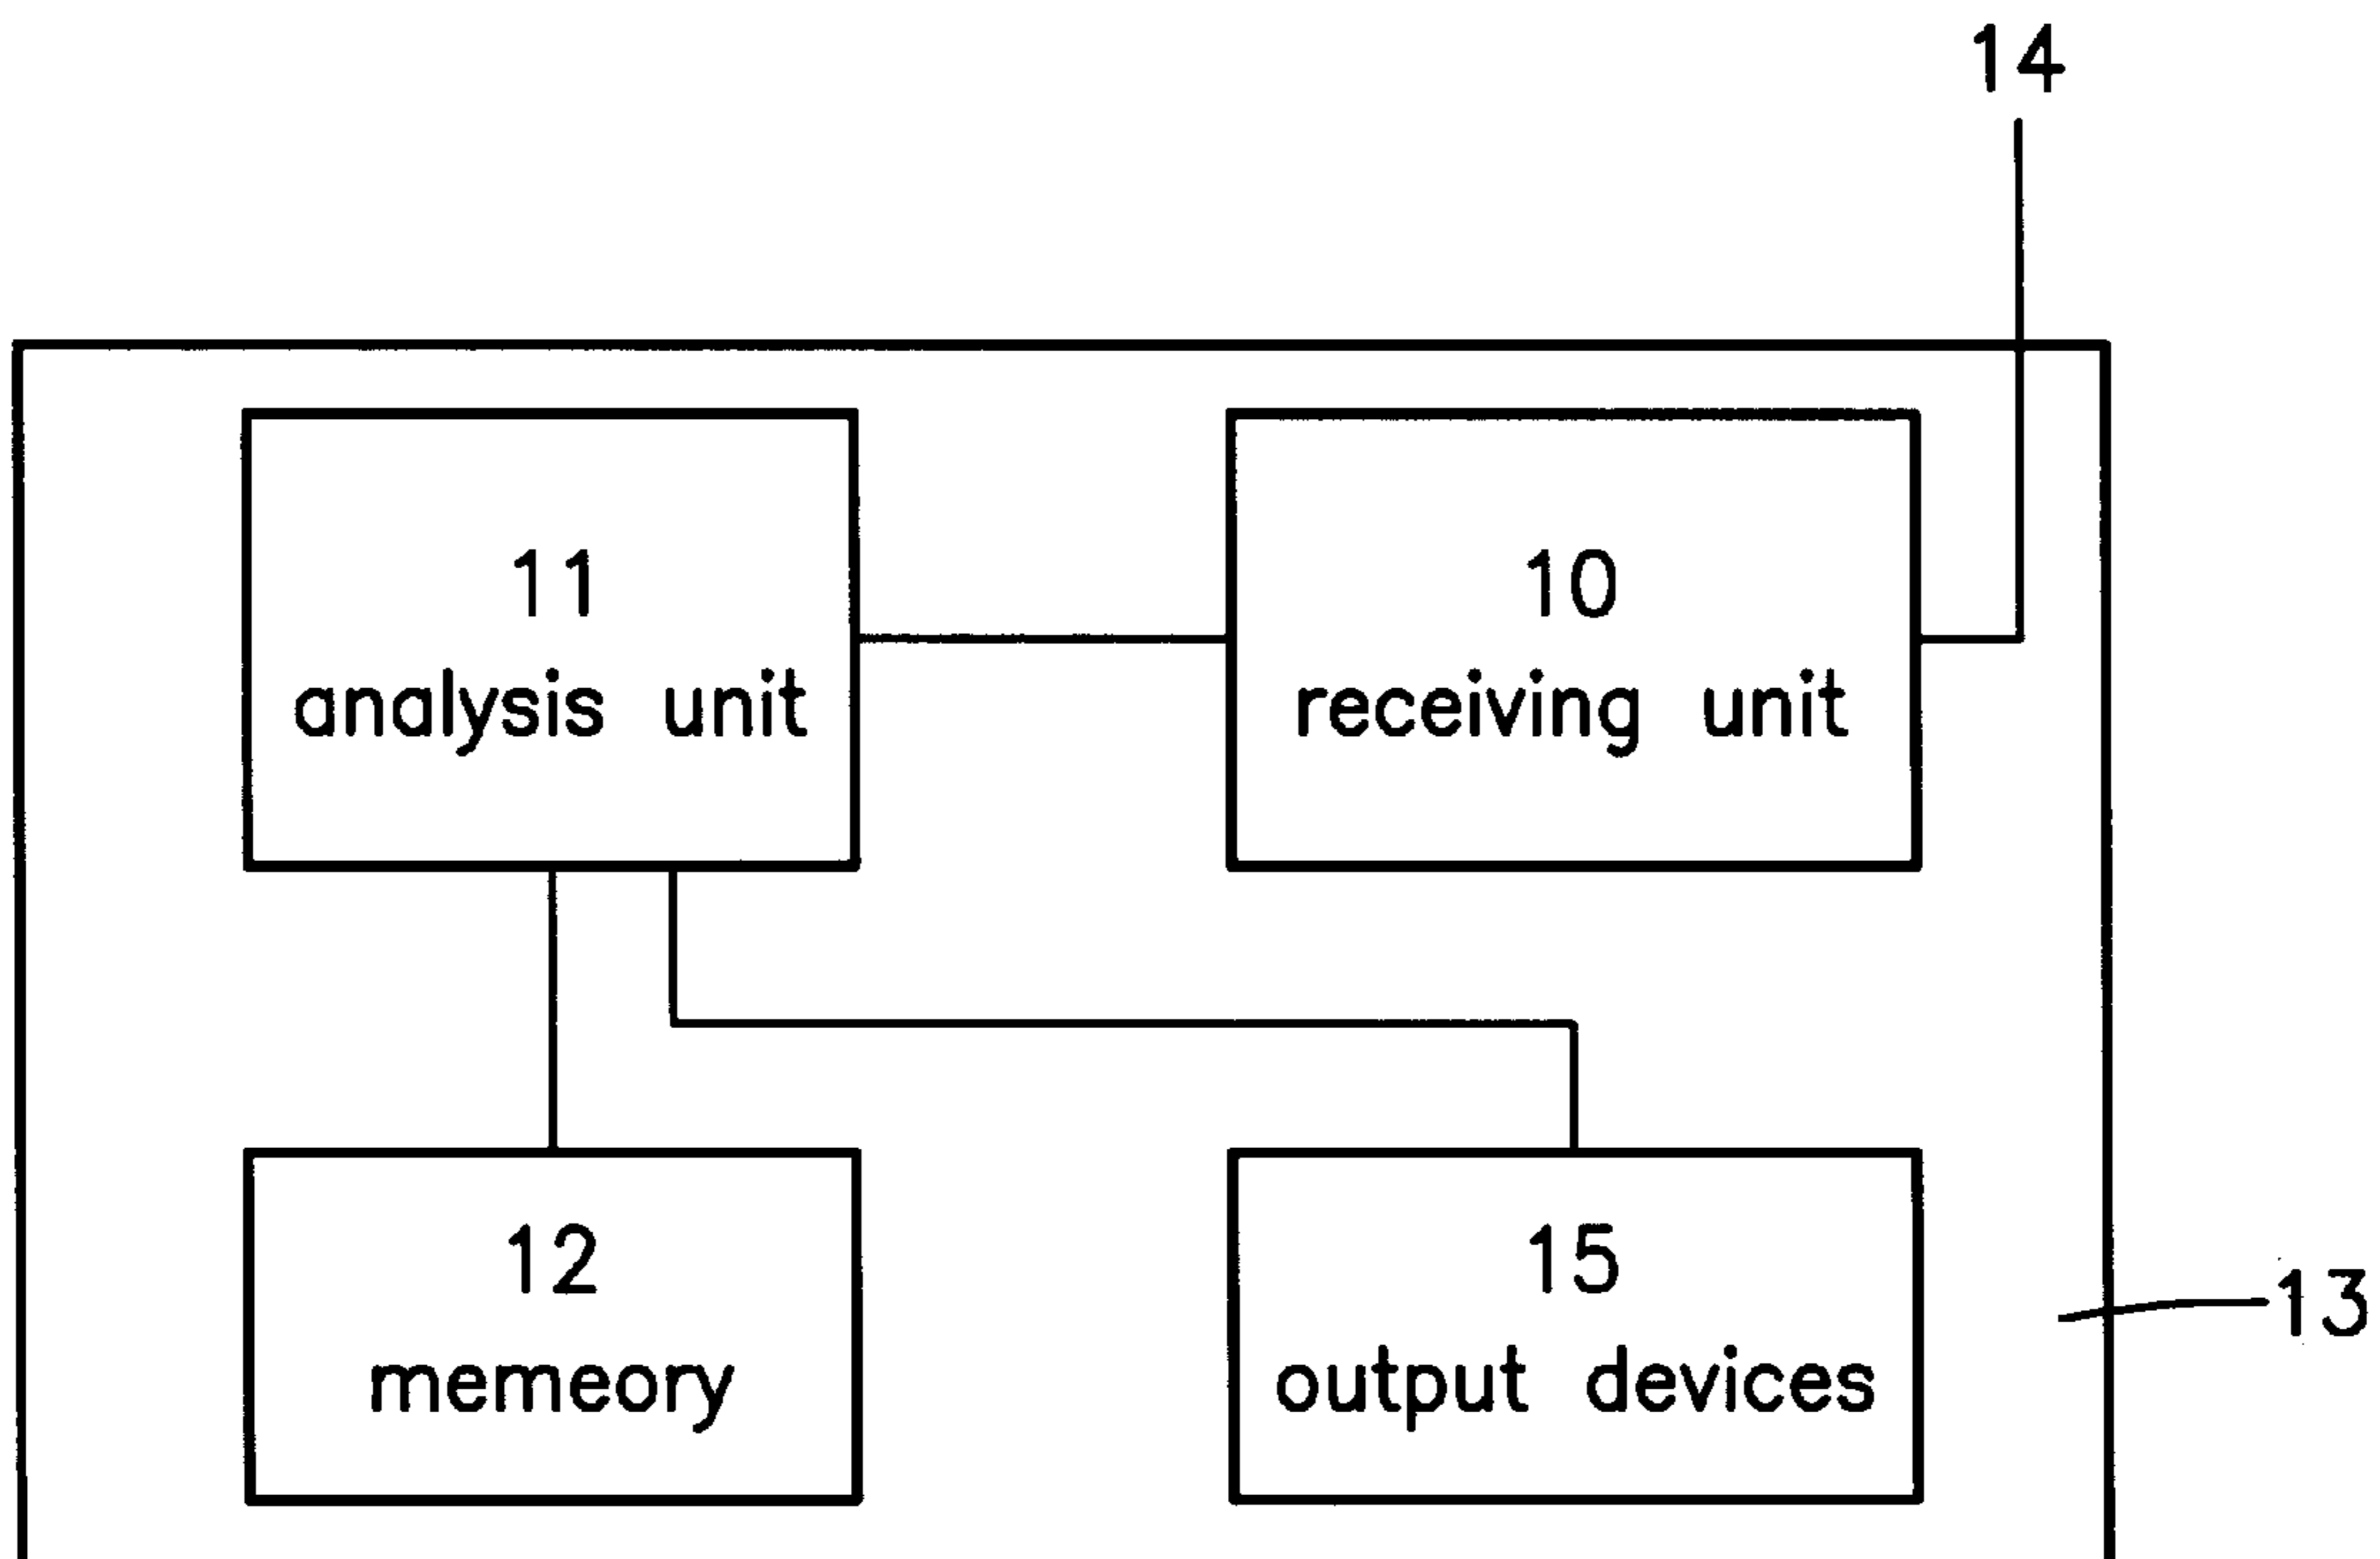 14
11
analysis unit
10
receiving unit
12
memeory
15
output devices
13